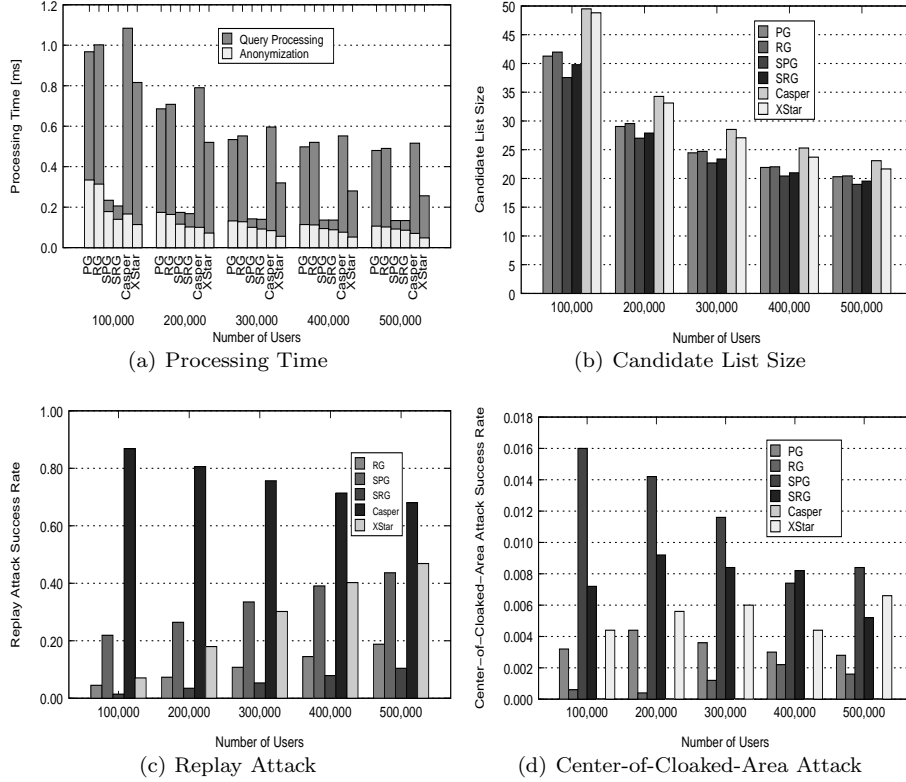 1.2
1.0
0.8
0.6
0.4
0.2
0.0
Processing Time [ms]
Query Processing
Anonymization
PG RG SPG SRG Casper XStar PG RG SPG SRG Casper XStar PG RG SPG SRG Casper XStar PG RG SPG SRG Casper XStar PG RG SPG SRG Casper XStar
100,000 200,000 300,000 400,000 500,000
Number of Users
(a) Processing Time
50
45
40
35
30
25
20
15
10
5
0
Candidate List Size
PG
RG
SPG
SRG
Casper
XStar
100,000 200,000 300,000 400,000 500,000
Number of Users
(b) Candidate List Size
1.00
0.80
0.60
0.40
0.20
0.00
Replay Attack Success Rate
RG
SPG
SRG
Casper
XStar
100,000 200,000 300,000 400,000 500,000
Number of Users
(c) Replay Attack
0.018
0.016
0.014
0.012
0.010
0.008
0.006
0.004
0.002
0.000
Center-of-Cloaked-Area Attack Success Rate
PG
RG
SPG
SRG
Casper
XStar
100,000 200,000 300,000 400,000 500,000
Number of Users
(d) Center-of-Cloaked-Area Attack